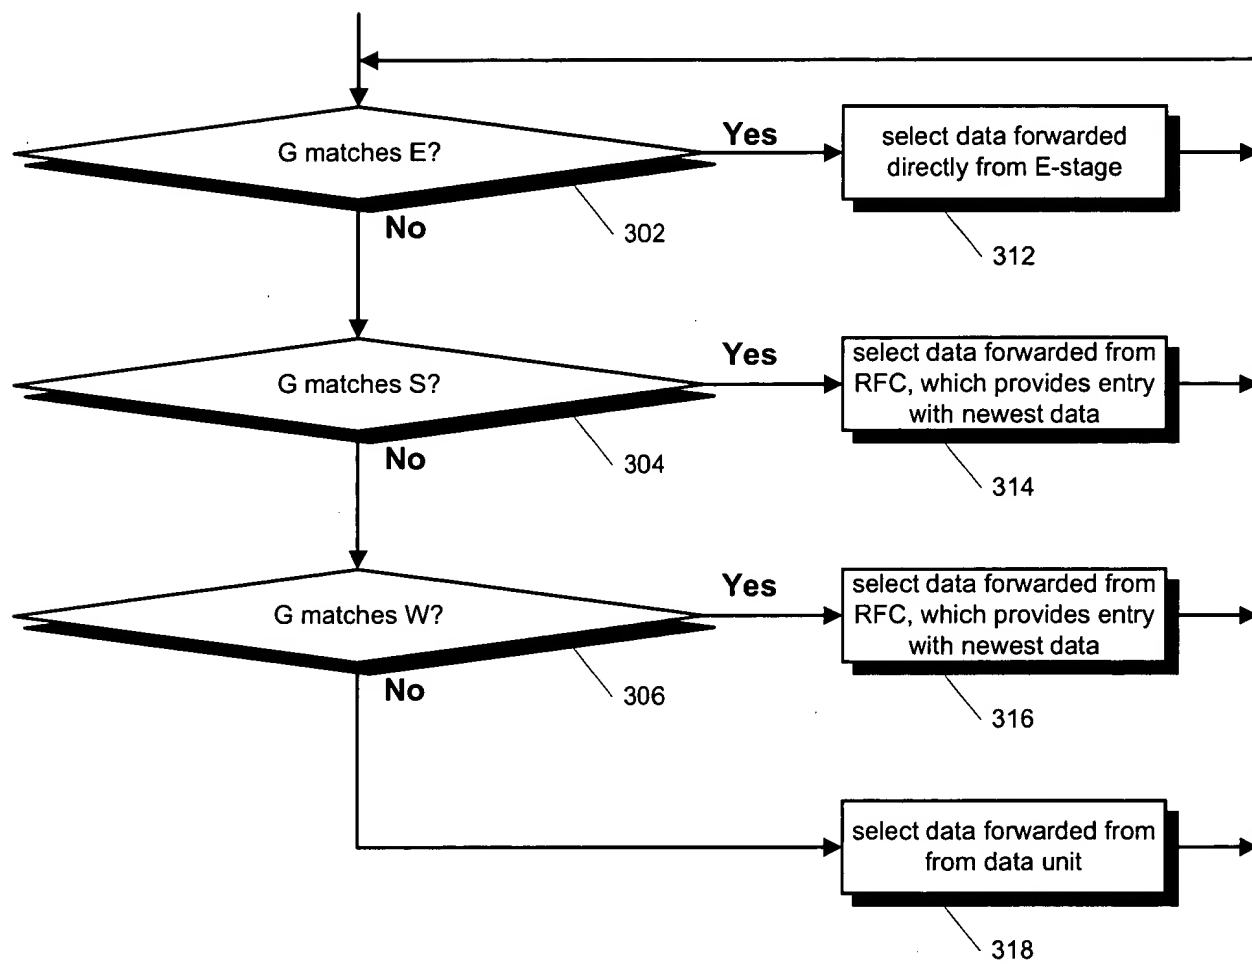 G matches E?
Yes
select data forwarded
directly from E-stage
No
302
312
G matches S?
Yes
select data forwarded from
RFC, which provides entry
with newest data
No
304
314
G matches W?
Yes
select data forwarded from
RFC, which provides entry
with newest data
No
306
316
select data forwarded from
from data unit
318